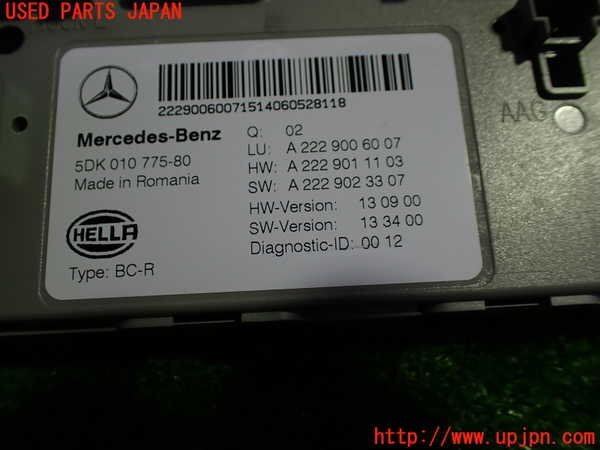 USED PARTS JAPAN
22290060071514060528118
Mercedes-Benz
5DK 010 775-80
Made in Romania
HELLA
Type: BC-R
Q: 02
LU: A 222 900 60 07
HW: A 222 901 11 03
SW: A 222 902 33 07
HW-Version: 13 09 00
SW-Version: 13 34 00
Diagnostic-ID: 00 12
AAG
http://www.upjpn.com/